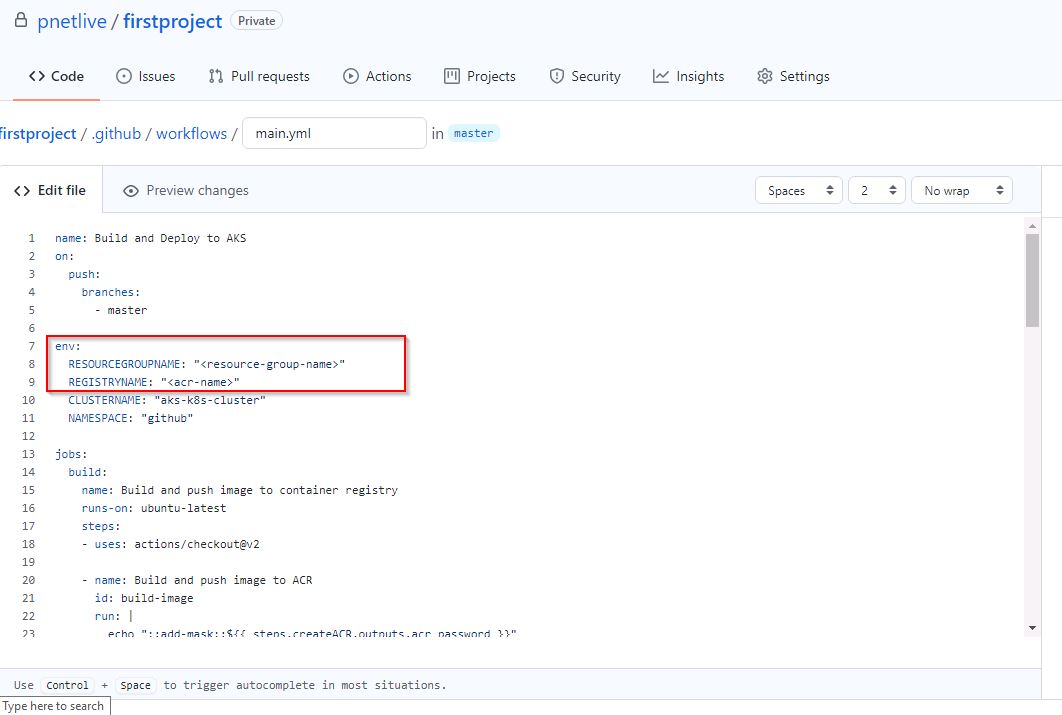 pnetlive / firstproject Private
Code Issues Pull requests Actions Projects Security Insights Settings
firstproject / .github / workflows / main.yml in master
Edit file Preview changes Spaces 2 No wrap
1 name: Build and Deploy to AKS
2 on:
3 push:
4 branches:
5 - master
6
7 env:
8 RESOURCEGROUPNAME: "<resource-group-name>"
9 REGISTRYNAME: "<acr-name>"
10 CLUSTERNAME: "aks-k8s-cluster"
11 NAMESPACE: "github"
12
13 jobs:
14 build:
15 name: Build and push image to container registry
16 runs-on: ubuntu-latest
17 steps:
18 - uses: actions/checkout@v2
19
20 - name: Build and push image to ACR
21 id: build-image
22 run: |
23 echo "::add-mask::${{ steps.createACR.outputs.acr_password }}"
Use Control + Space to trigger autocomplete in most situations.
Type here to search